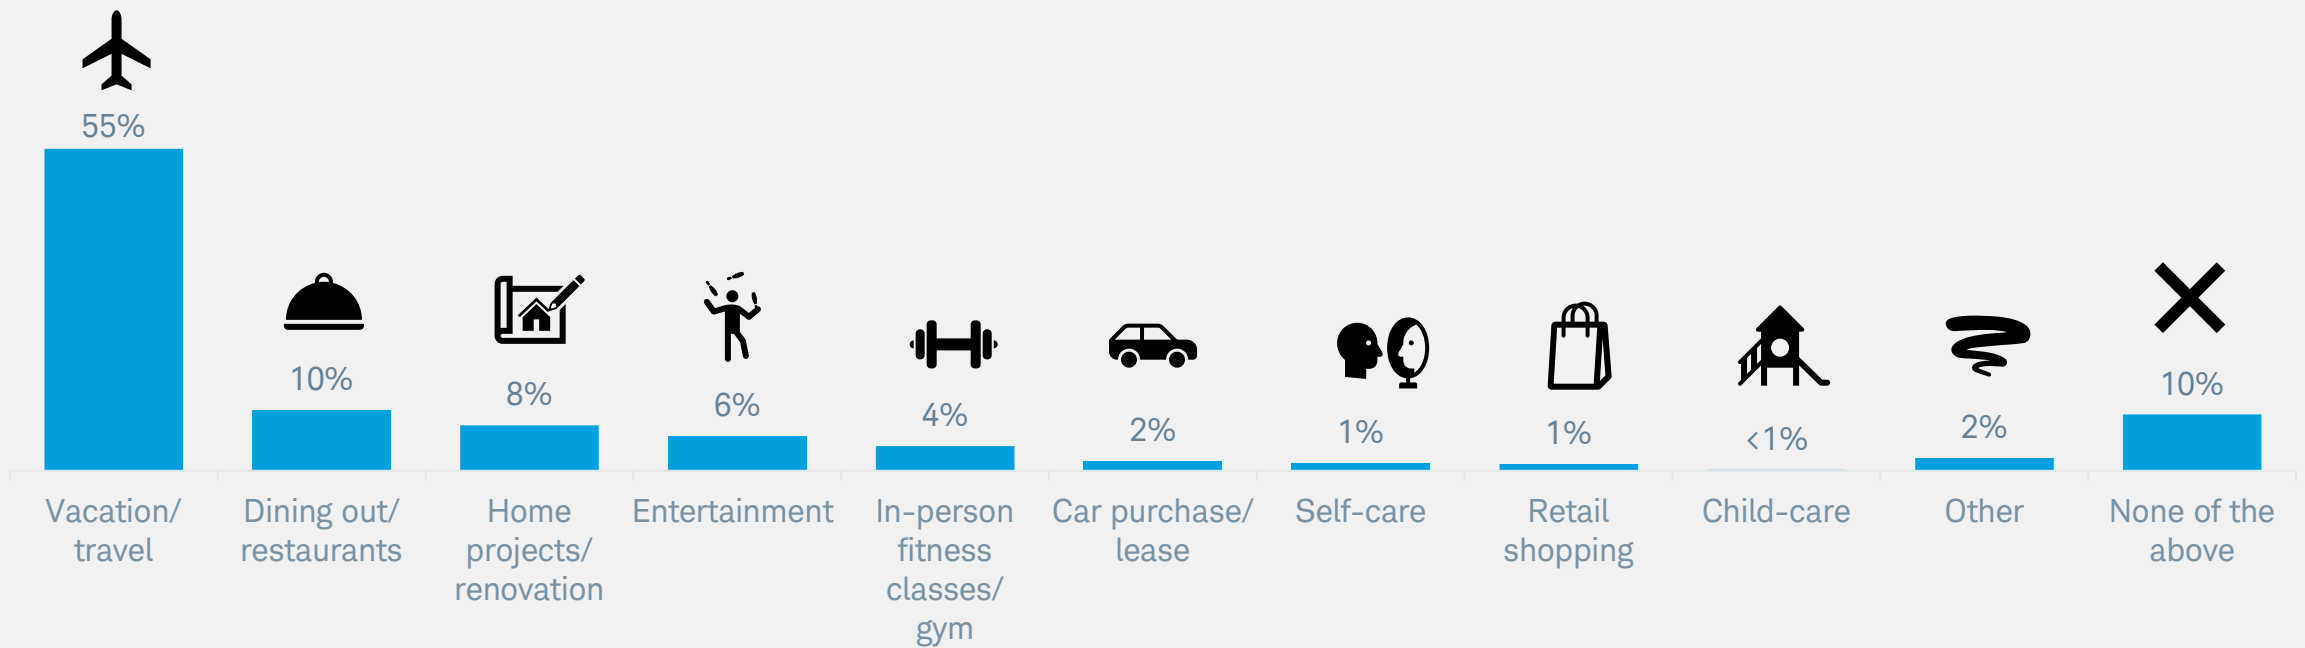 55%
10%
8%
6%
4%
2%
1%
1%
<1%
2%
10%
Vacation/
travel
Dining out/
restaurants
Home
projects/
renovation
Entertainment
In-person
fitness
classes/
gym
Car purchase/
lease
Self-care
Retail
shopping
Child-care
Other
None of the
above